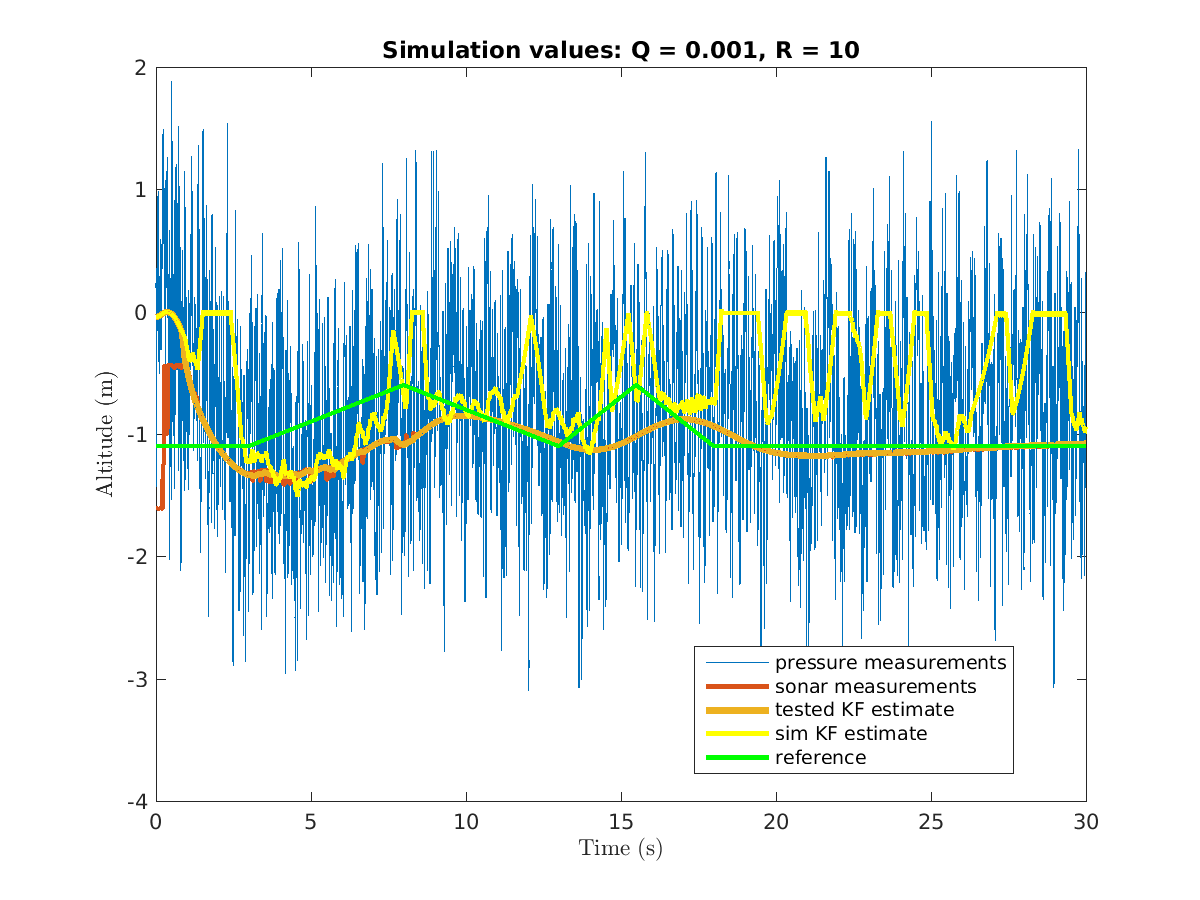 Simulation values: Q = 0.001, R = 10
2
1
0
-1
-2
-3
-4
Altitude (m)
pressure measurements
sonar measurements
tested KF estimate
sim KF estimate
reference
0 5 10 15 20 25 30
Time (s)